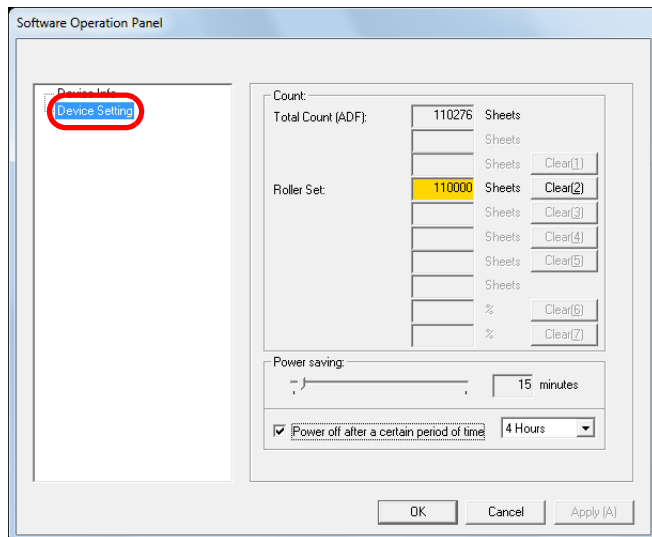 Software Operation Panel
Device Info
Device Setting
Count:
Total Count (ADF): 110276 Sheets
Sheets
Sheets Clear(1)
Roller Set: 110000 Sheets Clear(2)
Sheets Clear(3)
Sheets Clear(4)
Sheets Clear(5)
Sheets
% Clear(6)
% Clear(7)
Power saving:
15 minutes
Power off after a certain period of time 4 Hours
OK Cancel Apply (A)